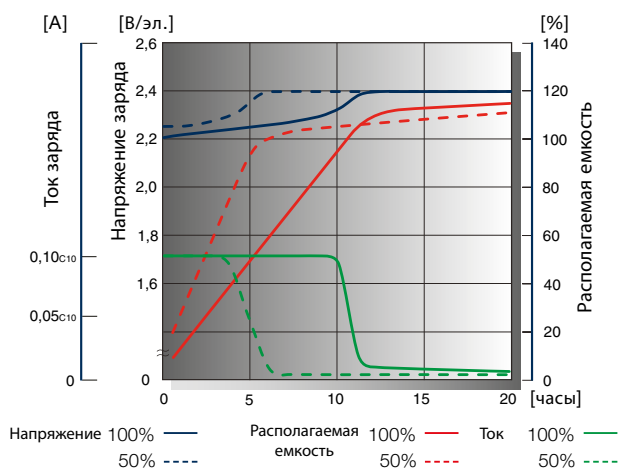 [А]
[В/эл.]
[%]
Ток заряда
0,10C10
0,05C10
0
Напряжение заряда
2,6
2,4
2,2
2,0
1,8
1,6
≈
0
140
120
100
80
60
40
20
0
Располагаемая емкость
0 5 10 15 20 [часы]
Напряжение 100%
50%
Располагаемая емкость 100%
50%
Ток 100%
50%